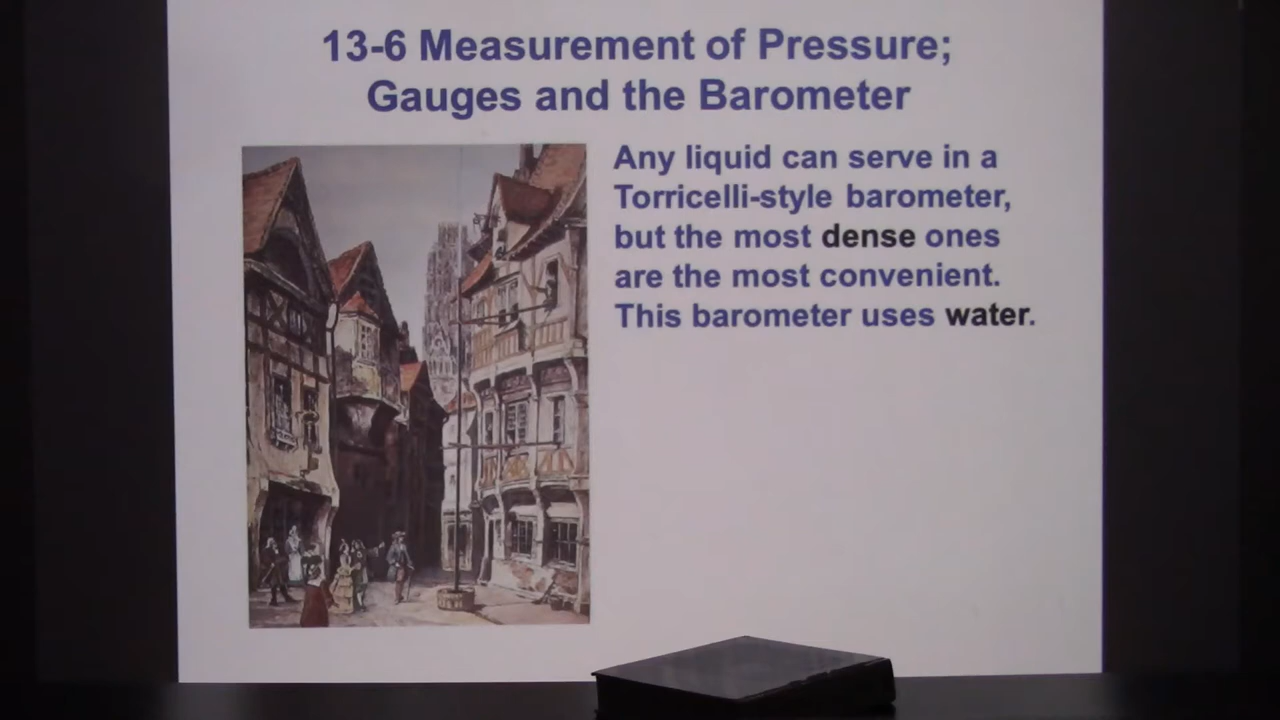 13-6 Measurement of Pressure;
Gauges and the Barometer
Any liquid can serve in a
Torricelli-style barometer,
but the most dense ones
are the most convenient.
This barometer uses water.